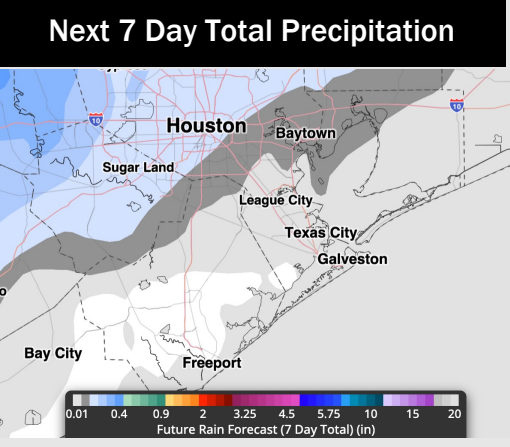 Next 7 Day Total Precipitation
10
10
Houston
Baytown
Sugar Land
League City
Texas City
Galveston
Bay City
Freeport
0.01 0.4 0.9 2 3.25 4.5 5.75 10 15 20
Future Rain Forecast (7 Day Total) (in)